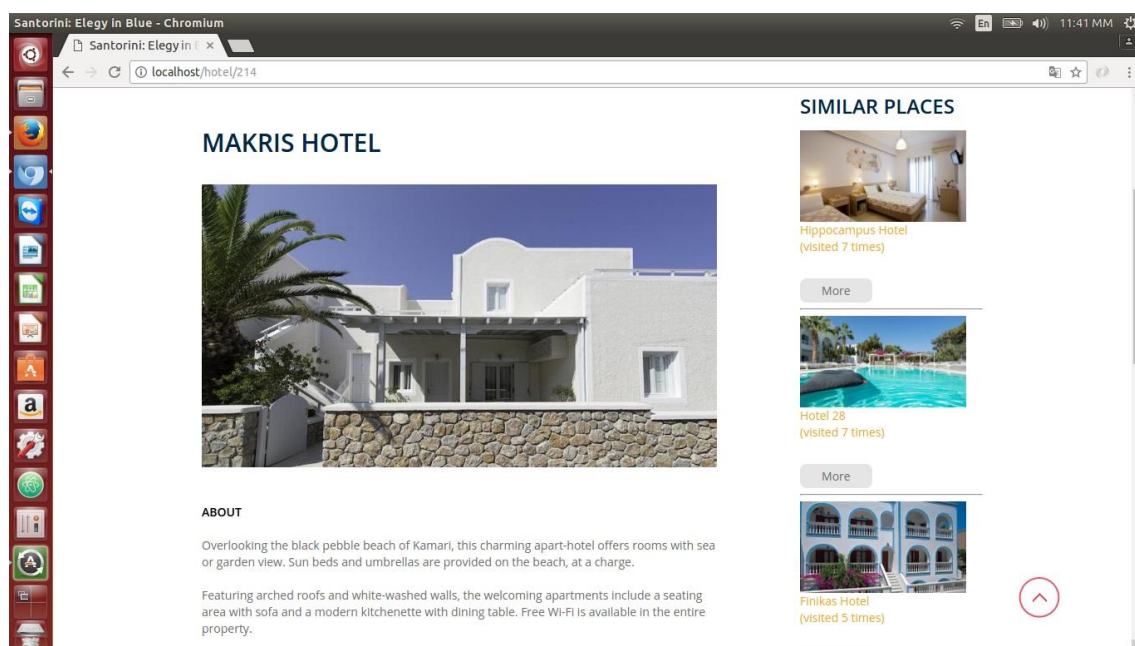 Santorini: Elegy in Blue - Chromium
En
11:41 MM
Santorini: Elegy in B
localhost/hotel/214
MAKRIS HOTEL
ABOUT
Overlooking the black pebble beach of Kamari, this charming apart-hotel offers rooms with sea
or garden view. Sun beds and umbrellas are provided on the beach, at a charge.
Featuring arched roofs and white-washed walls, the welcoming apartments include a seating
area with sofa and a modern kitchenette with dining table. Free Wi-Fi is available in the entire
property.
SIMILAR PLACES
Hippocampus Hotel
(visited 7 times)
More
Hotel 28
(visited 7 times)
More
Finikas Hotel
(visited 5 times)